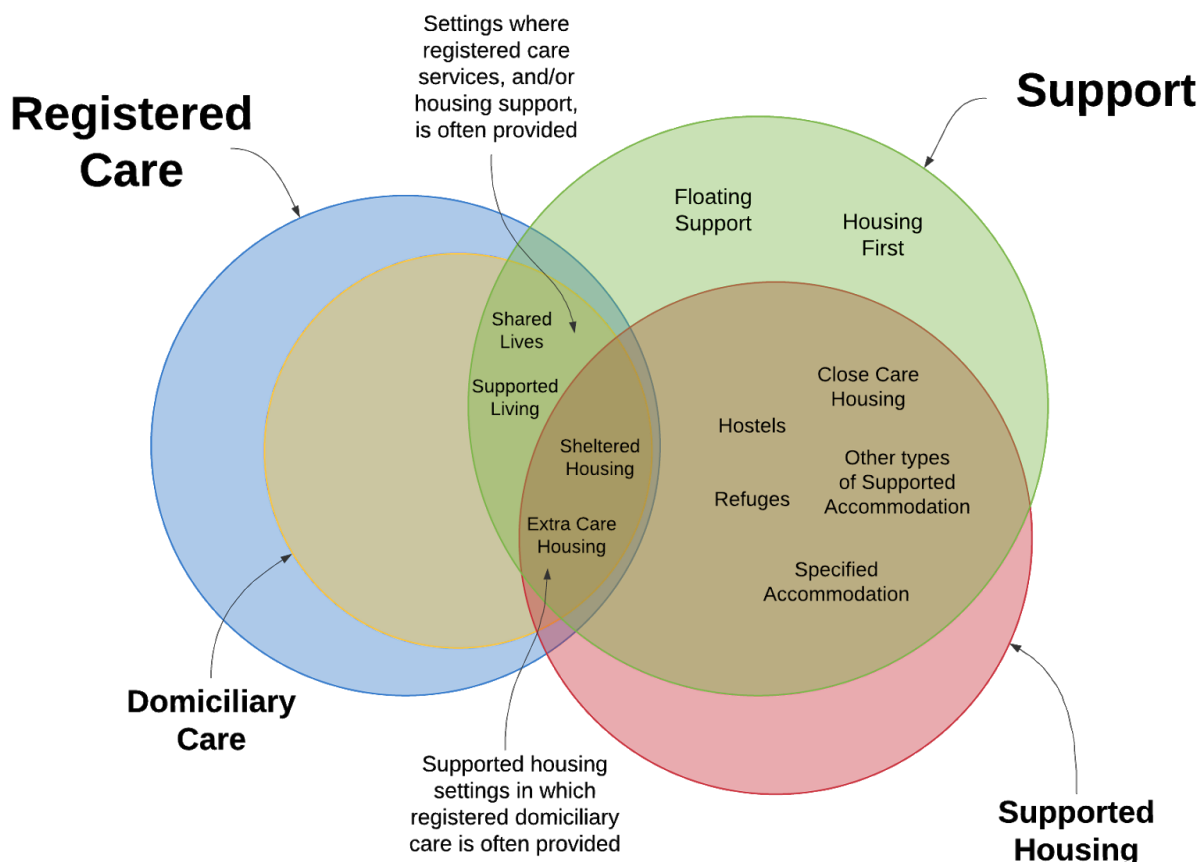 Settings where
registered care
services, and/or
housing support,
is often provided
Registered
Care
Support
Floating
Support
Housing
First
Shared
Lives
Supported
Living
Close Care
Housing
Hostels
Sheltered
Housing
Other types
of Supported
Accommodation
Refuges
Extra Care
Housing
Specified
Accommodation
Domiciliary
Care
Supported housing
settings in which
registered domiciliary
care is often provided
Supported
Housing